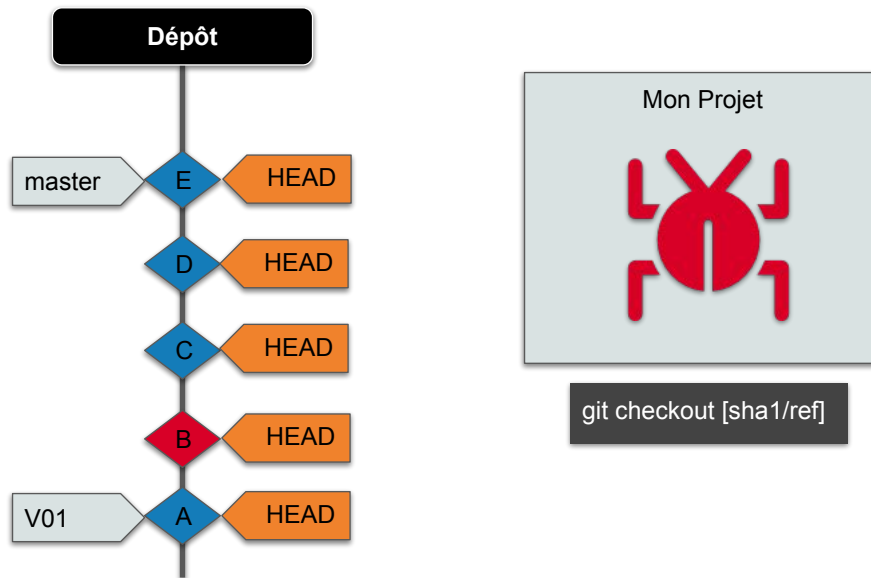 Dépôt
Mon Projet
master
E
HEAD
D
HEAD
C
HEAD
B
HEAD
git checkout [sha1/ref]
V01
A
HEAD